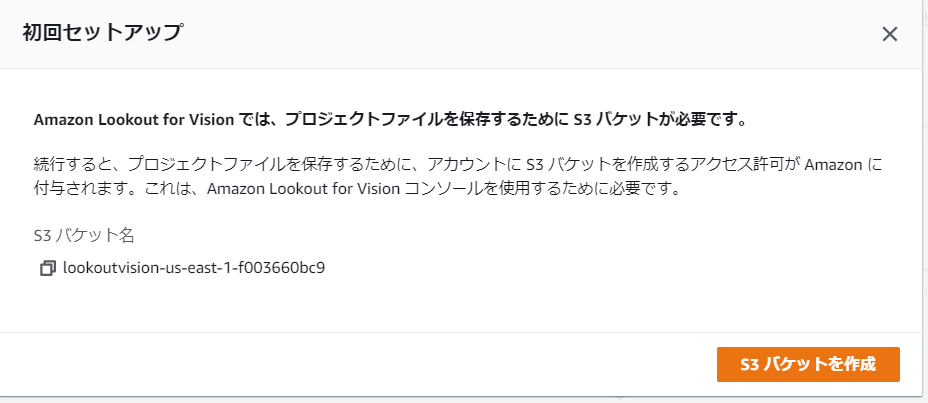 初回セットアップ
Amazon Lookout for Vision では、プロジェクトファイルを保存するために S3 バケットが必要です。
続行すると、プロジェクトファイルを保存するために、アカウントに S3 バケットを作成するアクセス許可が Amazon に
付与されます。これは、Amazon Lookout for Vision コンソールを使用するために必要です。
S3 バケット名
lookoutvision-us-east-1-f003660bc9
S3 バケットを作成